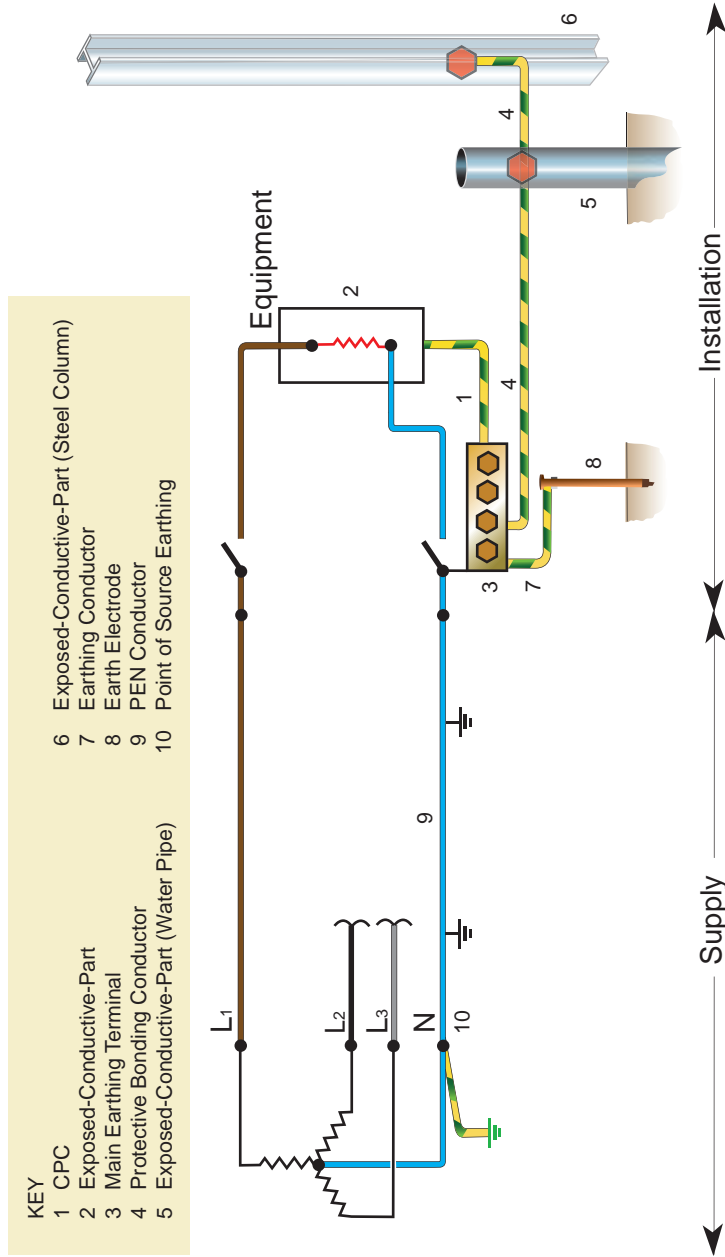 KEY
1 CPC
2 Exposed-Conductive-Part
3 Main Earthing Terminal
4 Protective Bonding Conductor
5 Exposed-Conductive-Part (Water Pipe)
6 Exposed-Conductive-Part (Steel Column)
7 Earthing Conductor
8 Earth Electrode
9 PEN Conductor
10 Point of Source Earthing
L1
L2
L3
N
10
9
Equipment
2
1
3
7
4
8
4
5
6
Supply
Installation